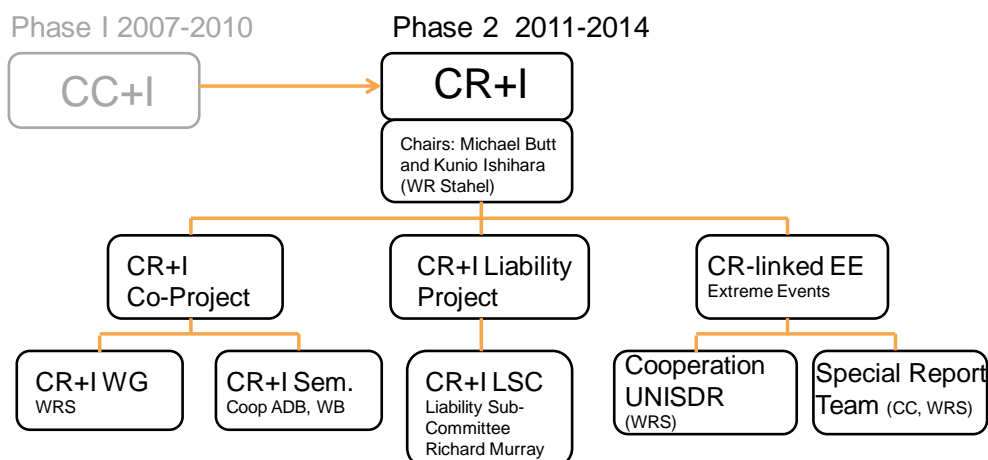 Phase I 2007-2010
Phase 2 2011-2014
CC+I
CR+I
Chairs: Michael Butt
and Kunio Ishihara
(WR Stahel)
CR+I
Co-Project
CR+I Liability
Project
CR-linked EE
Extreme Events
CR+I WG
WRS
CR+I Sem.
Coop ADB, WB
CR+I LSC
Liability Sub-
Committee
Richard Murray
Cooperation
UNISDR
(WRS)
Special Report
Team (CC, WRS)